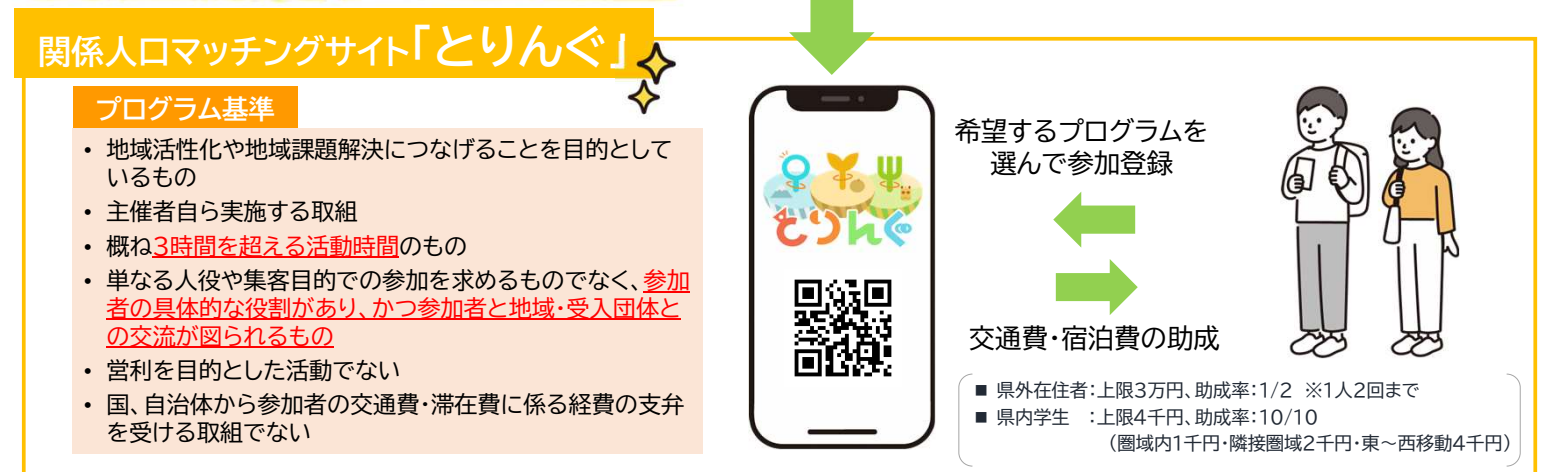 関係人口マッチングサイト「とりんぐ」
プログラム基準
• 地域活性化や地域課題解決につなげることを目的として
いるもの
• 主催者自ら実施する取組
• 概ね3時間を超える活動時間のもの
• 単なる人役や集客目的での参加を求めるものでなく、参加
者の具体的な役割があり、かつ参加者と地域・受入団体と
の交流が図られるもの
• 営利を目的とした活動でない
• 国、自治体から参加者の交通費・滞在費に係る経費の支弁
を受ける取組でない
とりんぐ
希望するプログラムを
選んで参加登録
交通費・宿泊費の助成
■ 県外在住者：上限3万円、助成率：1/2 ※1人2回まで
■ 県内学生 ：上限4千円、助成率：10/10
（圏域内1千円・隣接圏域2千円・東～西移動4千円）